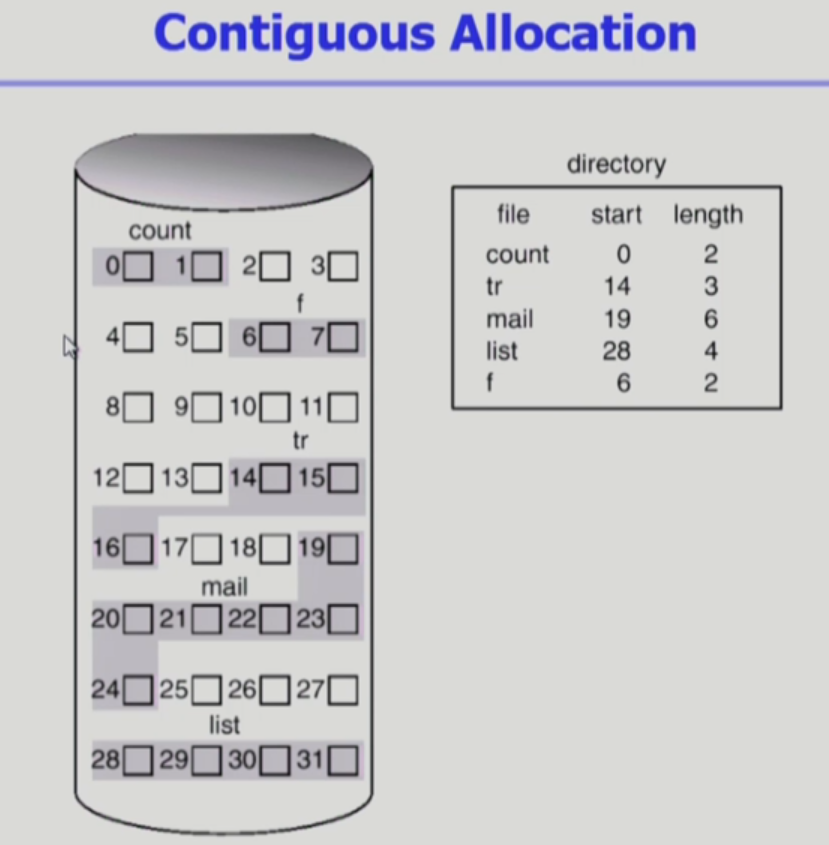 Contiguous Allocation
count
0 1 2 3
f
4 5 6 7
8 9 10 11
tr
12 13 14 15
16 17 18 19
mail
20 21 22 23
24 25 26 27
list
28 29 30 31
directory
file start length
count 0 2
tr 14 3
mail 19 6
list 28 4
f 6 2